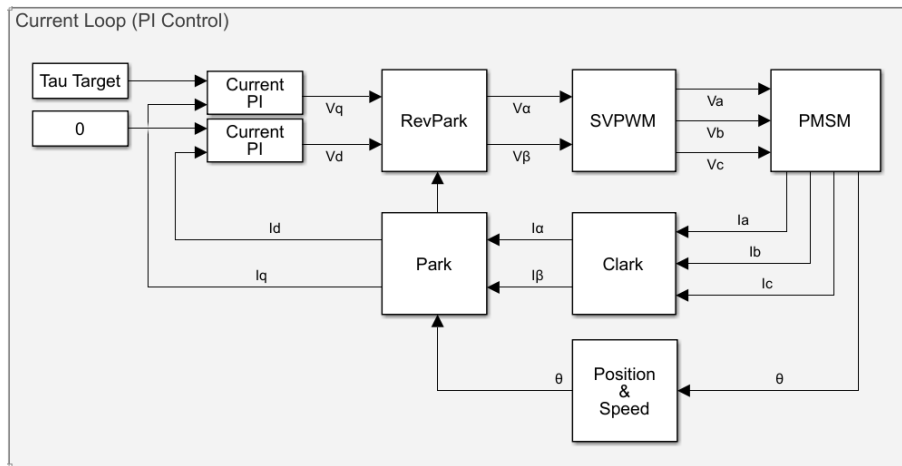 Current Loop (PI Control)
Tau Target
0
Current
PI
Current
PI
Vq
Vd
RevPark
Vα
Vβ
SVPWM
Va
Vb
Vc
PMSM
Id
Iq
Park
Iα
Iβ
Clark
Ia
Ib
Ic
θ
Position
&
Speed
θ